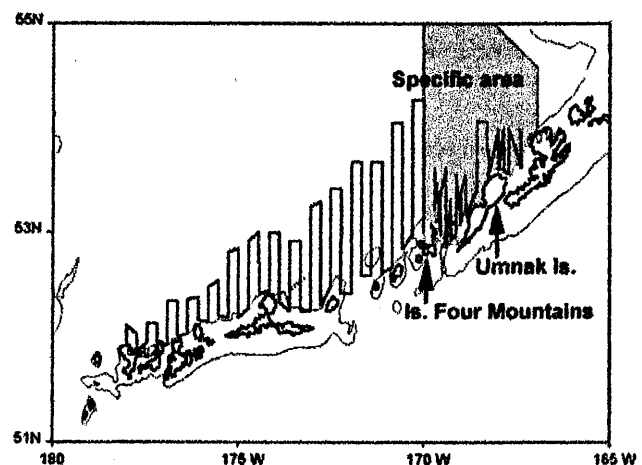 55N
Specific area
53N
Umnak Is.
Is. Four Mountains
51N
180
175 W
170 W
165 W